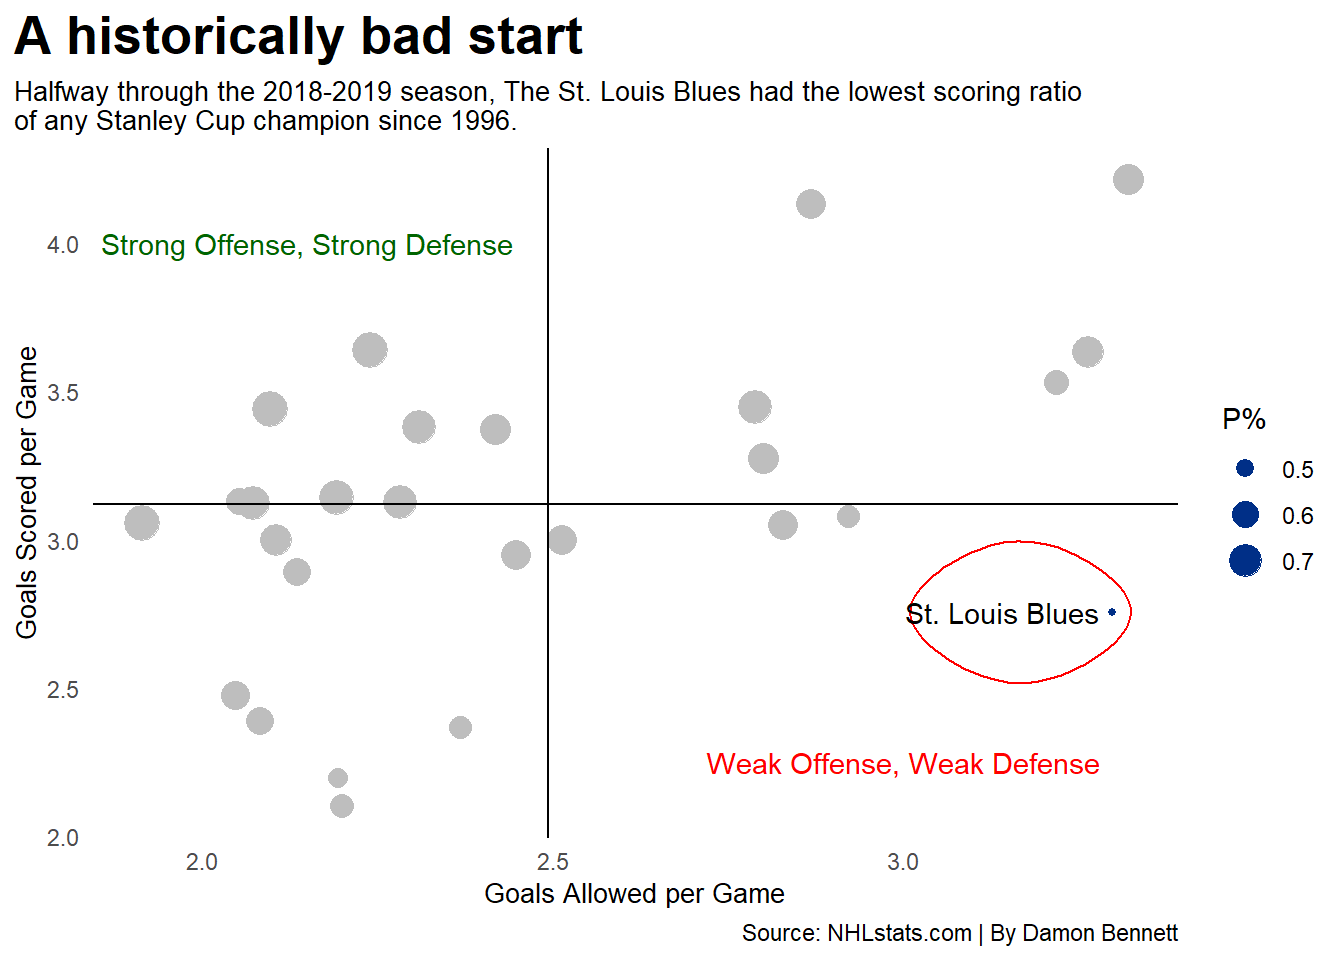 A historically bad start
Halfway through the 2018-2019 season, The St. Louis Blues had the lowest scoring ratio
of any Stanley Cup champion since 1996.
Goals Scored per Game
4.0
3.5
3.0
2.5
2.0
Strong Offense, Strong Defense
St. Louis Blues
Weak Offense, Weak Defense
P%
0.5
0.6
0.7
2.0
2.5
3.0
Goals Allowed per Game
Source: NHLstats.com | By Damon Bennett